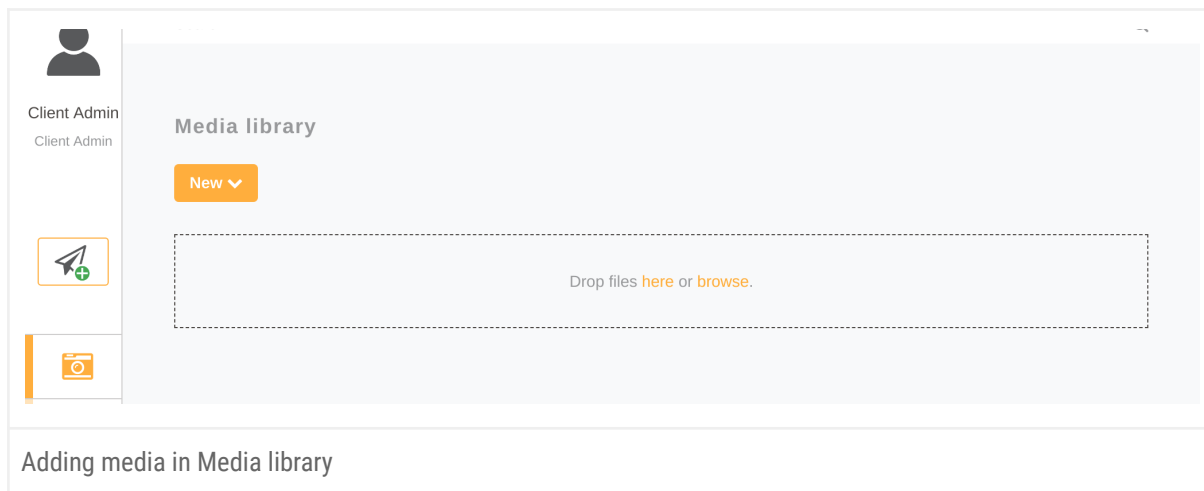 Client Admin
Client Admin
Media library
New
Drop files here or browse.
Adding media in Media library